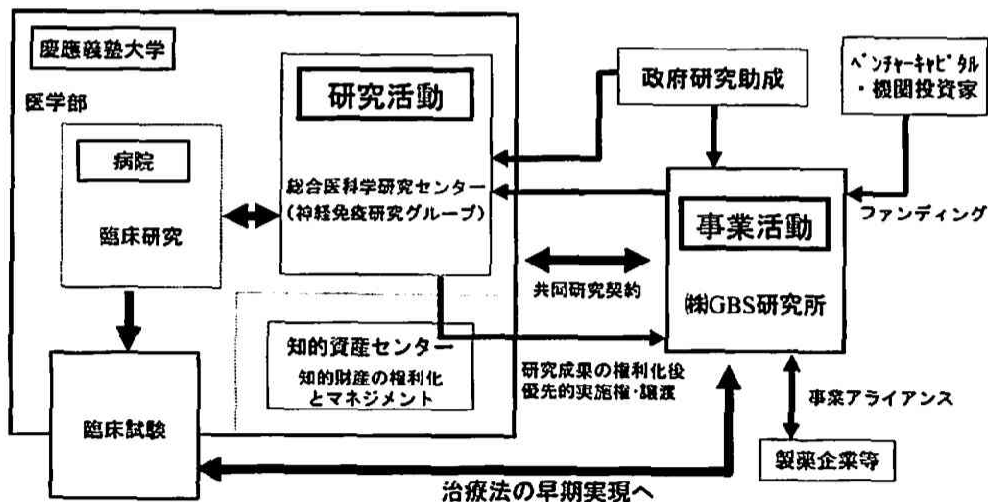 慶應義塾大学
医学部
病院
臨床研究
臨床試験
研究活動
総合医科学研究センター
（神経免疫研究グループ）
知的資産センター
知的財産の権利化
とマネジメント
政府研究助成
ベンチャーキャピタル
・機関投資家
ファンディング
事業活動
㈱GBS研究所
共同研究契約
研究成果の権利化後
優先的実施権・譲渡
事業アライアンス
製薬企業等
治療法の早期実現へ